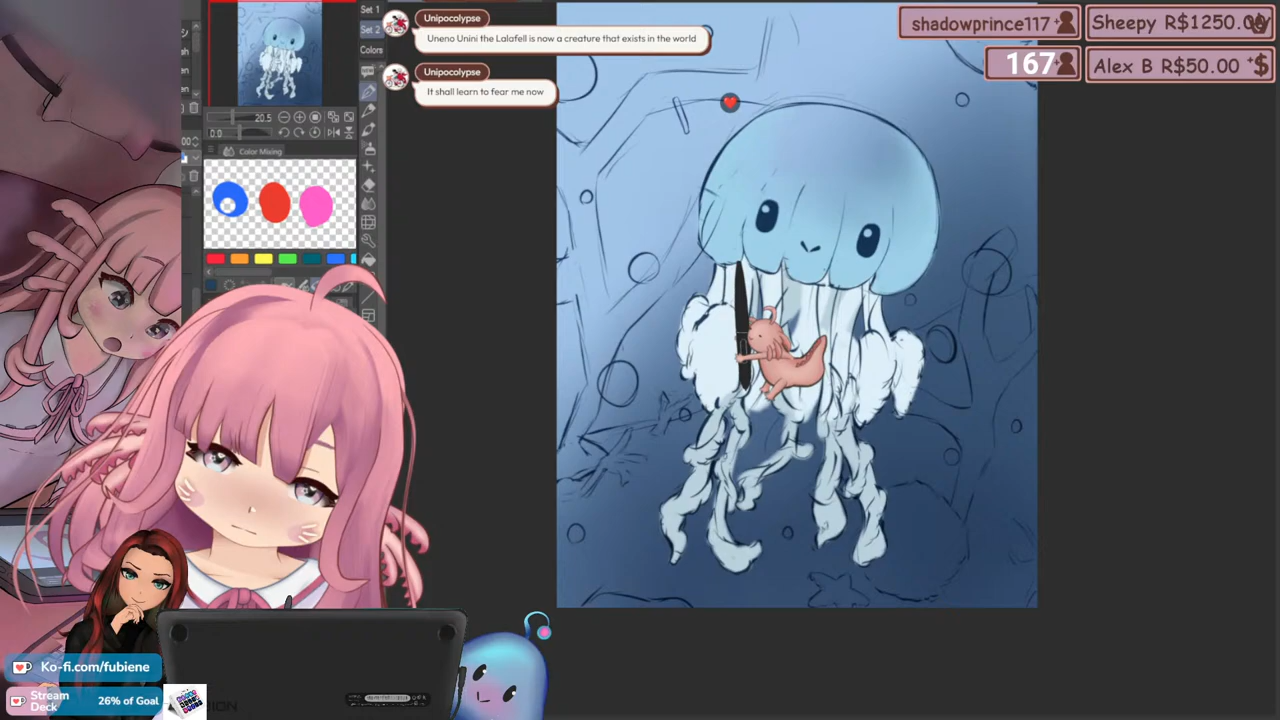 Set 1
Set 2
Colors
20.5
0.0
Color Mixing
Unipocolypse
Uneno Unini the Lalafell is now a creature that exists in the world
Unipocolypse
It shall learn to fear me now
shadowprince117
Sheepy R$1250.00
167
Alex B R$50.00
Ko-fi.com/fubiene
Stream Deck
26% of Goal